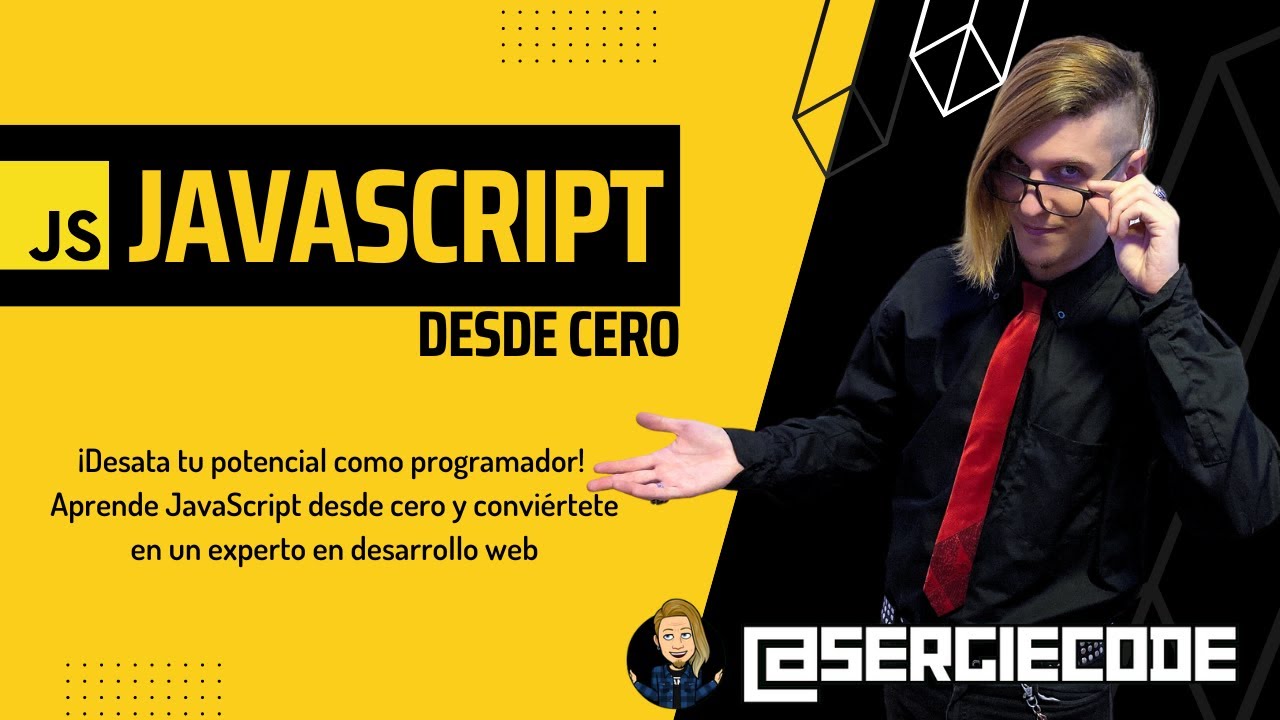 JS
JAVASCRIPT
DESDE CERO
¡Desata tu potencial como programador!
Aprende JavaScript desde cero y conviértete
en un experto en desarrollo web
@SERGIECODE